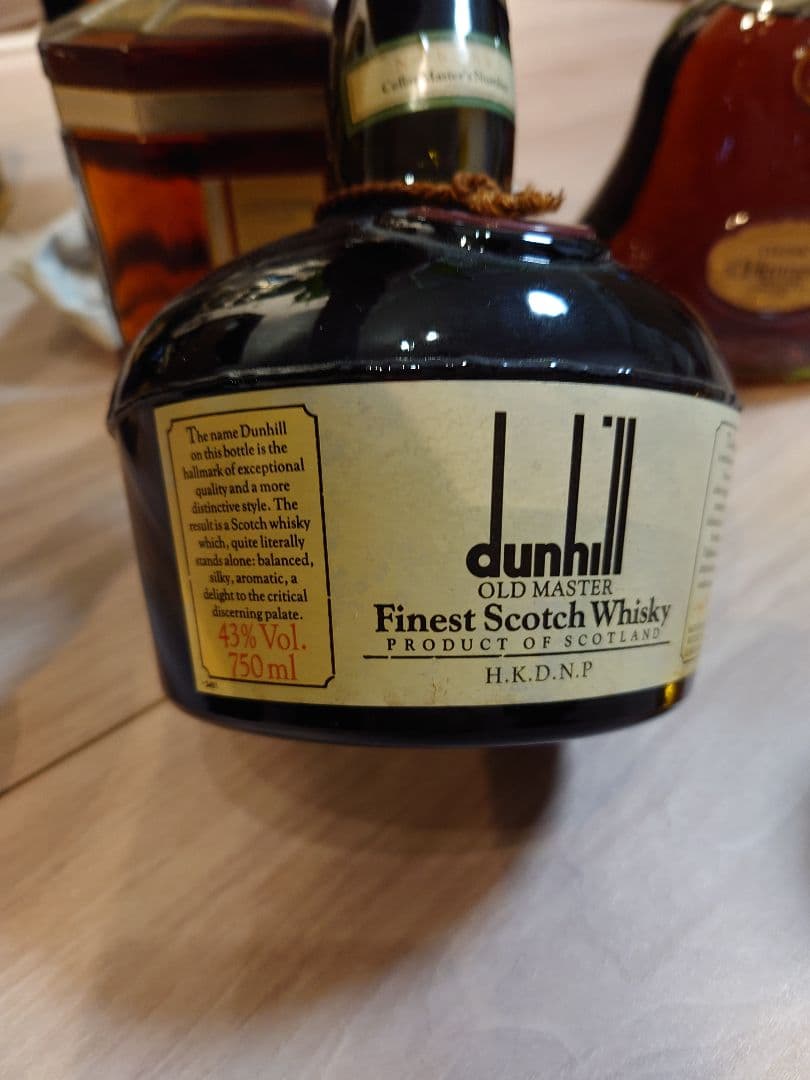 Cellar Master's Number
The name Dunhill
on this bottle is the
hallmark of exceptional
quality and a more
distinctive style. The
result is a Scotch whisky
which, quite literally
stands alone: balanced,
silky, aromatic, a
delight to the critical
discerning palate.
43% Vol.
750 ml
dunhill
OLD MASTER
Finest Scotch Whisky
PRODUCT OF SCOTLAND
H.K.D.N.P